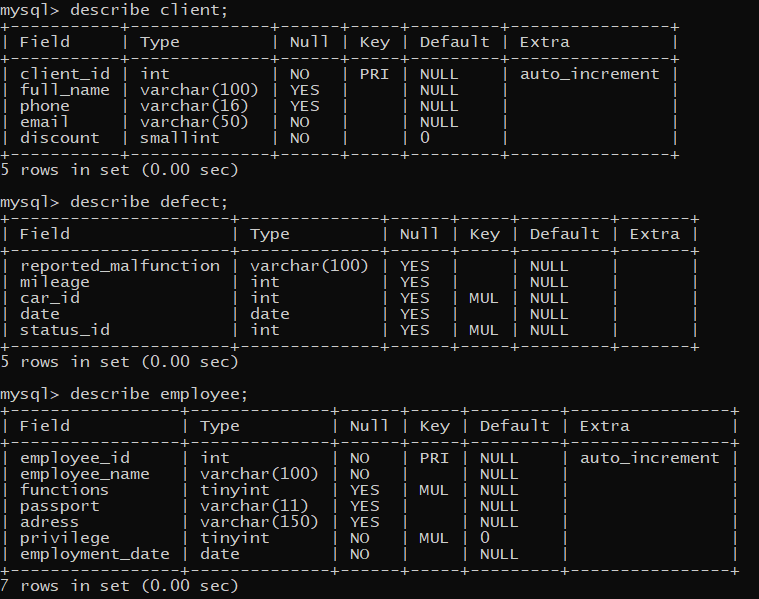 mysql> describe client;
+------------+--------------+------+-----+---------+----------------+
| Field      | Type         | Null | Key | Default | Extra          |
+------------+--------------+------+-----+---------+----------------+
| client_id  | int          | NO   | PRI | NULL    | auto_increment |
| full_name  | varchar(100) | YES  |     | NULL    |                |
| phone      | varchar(16)  | YES  |     | NULL    |                |
| email      | varchar(50)  | NO   |     | NULL    |                |
| discount   | smallint     | NO   |     | 0       |                |
+------------+--------------+------+-----+---------+----------------+
5 rows in set (0.00 sec)
mysql> describe defect;
+----------------------+--------------+------+-----+---------+-------+
| Field                | Type         | Null | Key | Default | Extra |
+----------------------+--------------+------+-----+---------+-------+
| reported_malfunction | varchar(100) | YES  |     | NULL    |       |
| mileage              | int          | YES  |     | NULL    |       |
| car_id               | int          | YES  | MUL | NULL    |       |
| date                 | date         | YES  |     | NULL    |       |
| status_id            | int          | YES  | MUL | NULL    |       |
+----------------------+--------------+------+-----+---------+-------+
5 rows in set (0.00 sec)
mysql> describe employee;
+-----------------+--------------+------+-----+---------+----------------+
| Field           | Type         | Null | Key | Default | Extra          |
+-----------------+--------------+------+-----+---------+----------------+
| employee_id     | int          | NO   | PRI | NULL    | auto_increment |
| employee_name   | varchar(100) | NO   |     | NULL    |                |
| functions       | tinyint      | YES  | MUL | NULL    |                |
| passport        | varchar(11)  | YES  |     | NULL    |                |
| adress          | varchar(150) | YES  |     | NULL    |                |
| privilege       | tinyint      | NO   | MUL | 0       |                |
| employment_date | date         | NO   |     | NULL    |                |
+-----------------+--------------+------+-----+---------+----------------+
7 rows in set (0.00 sec)